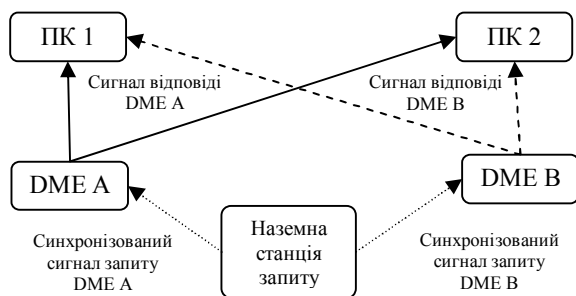 ПК 1
ПК 2
Сигнал відповіді
DME A
Сигнал відповіді
DME B
DME A
DME B
Наземна
станція
запиту
Синхронізований
сигнал запиту
DME A
Синхронізований
сигнал запиту
DME B